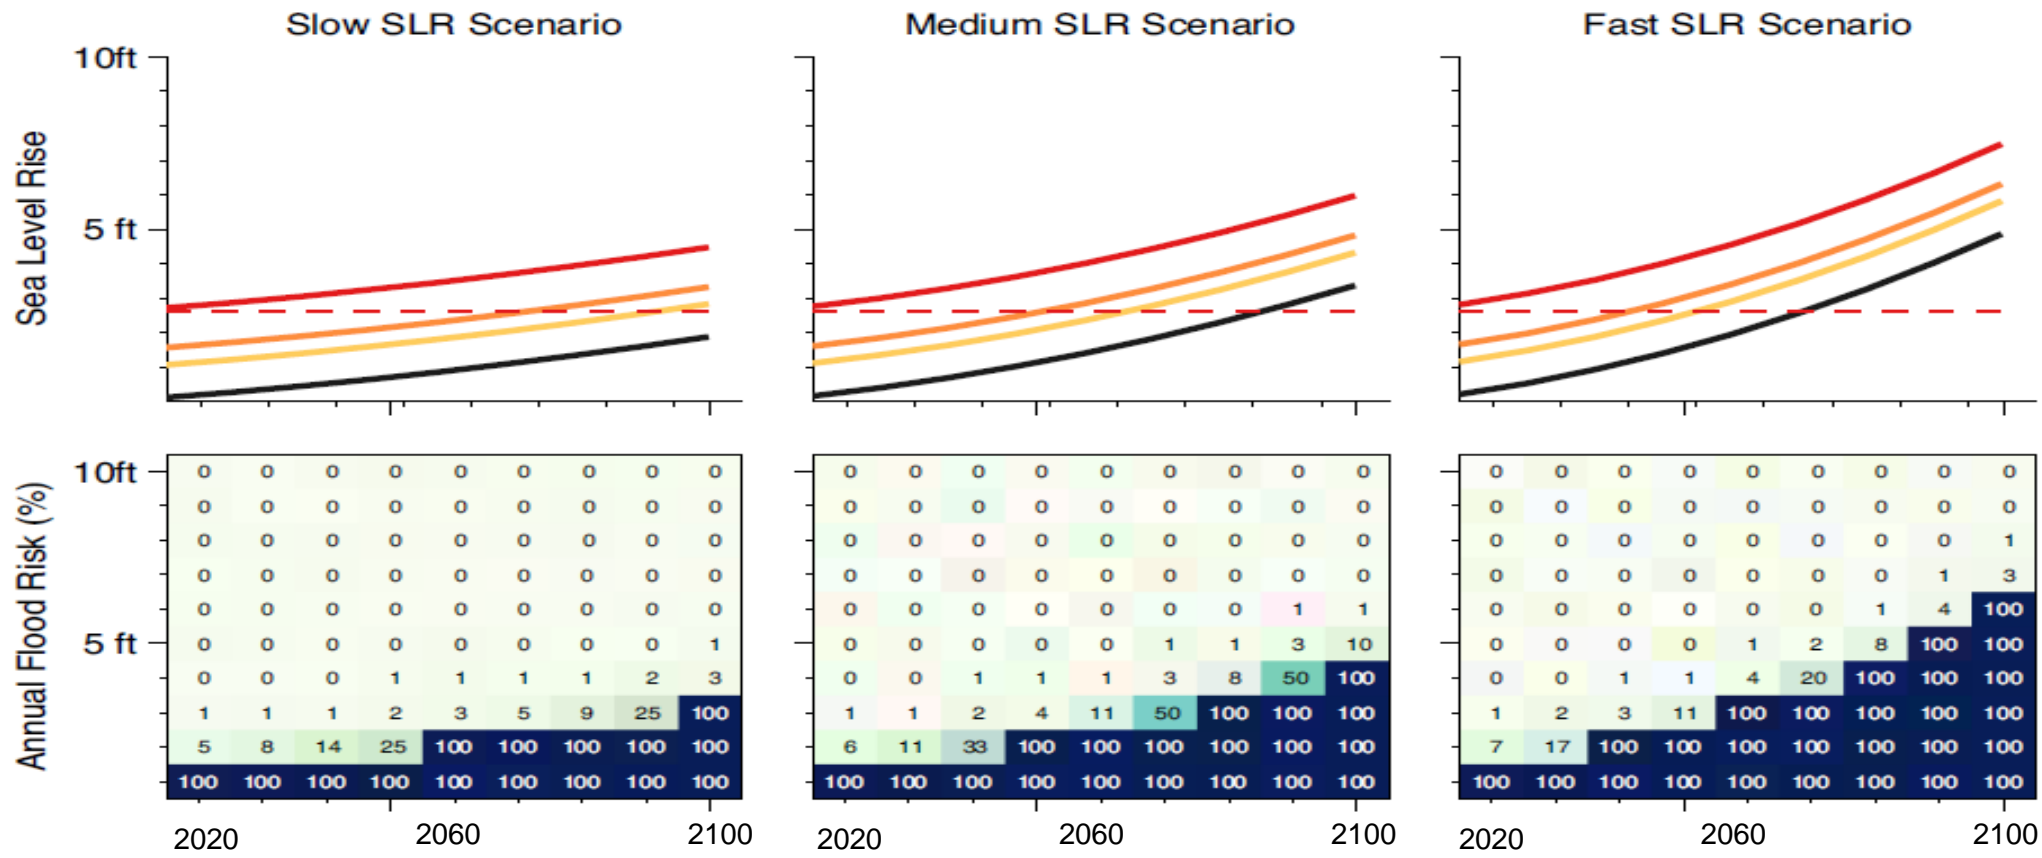 Slow SLR Scenario Medium SLR Scenario Fast SLR Scenario
10ft
Sea Level Rise
5 ft
Annual Flood Risk (%)
10ft 0 0 0 0 0 0 0 0 0 0 0 0 0 0 0 0 0 0 0 0 0 0 0 0 0 0 0
0 0 0 0 0 0 0 0 0 0 0 0 0 0 0 0 0 0 0 0 0 0 0 0 0 0 0
0 0 0 0 0 0 0 0 0 0 0 0 0 0 0 0 0 0 0 0 0 0 0 0 0 0 1
0 0 0 0 0 0 0 0 0 0 0 0 0 0 0 0 0 0 0 0 0 0 0 0 0 1 3
0 0 0 0 0 0 0 0 0 0 0 0 0 0 0 0 1 1 0 0 0 0 0 0 1 4 100
5 ft 0 0 0 0 0 0 0 0 1 0 0 0 0 0 1 1 3 10 0 0 0 0 1 2 8 100 100
0 0 0 1 1 1 1 2 3 0 0 1 1 1 3 8 50 100 0 0 1 1 4 20 100 100 100
1 1 1 2 3 5 9 25 100 1 1 2 4 11 50 100 100 100 1 2 3 11 100 100 100 100 100
5 8 14 25 100 100 100 100 100 6 11 33 100 100 100 100 100 100 7 17 100 100 100 100 100 100 100
100 100 100 100 100 100 100 100 100 100 100 100 100 100 100 100 100 100 100 100 100 100 100 100 100 100 100
2020 2060 2100 2020 2060 2100 2020 2060 2100